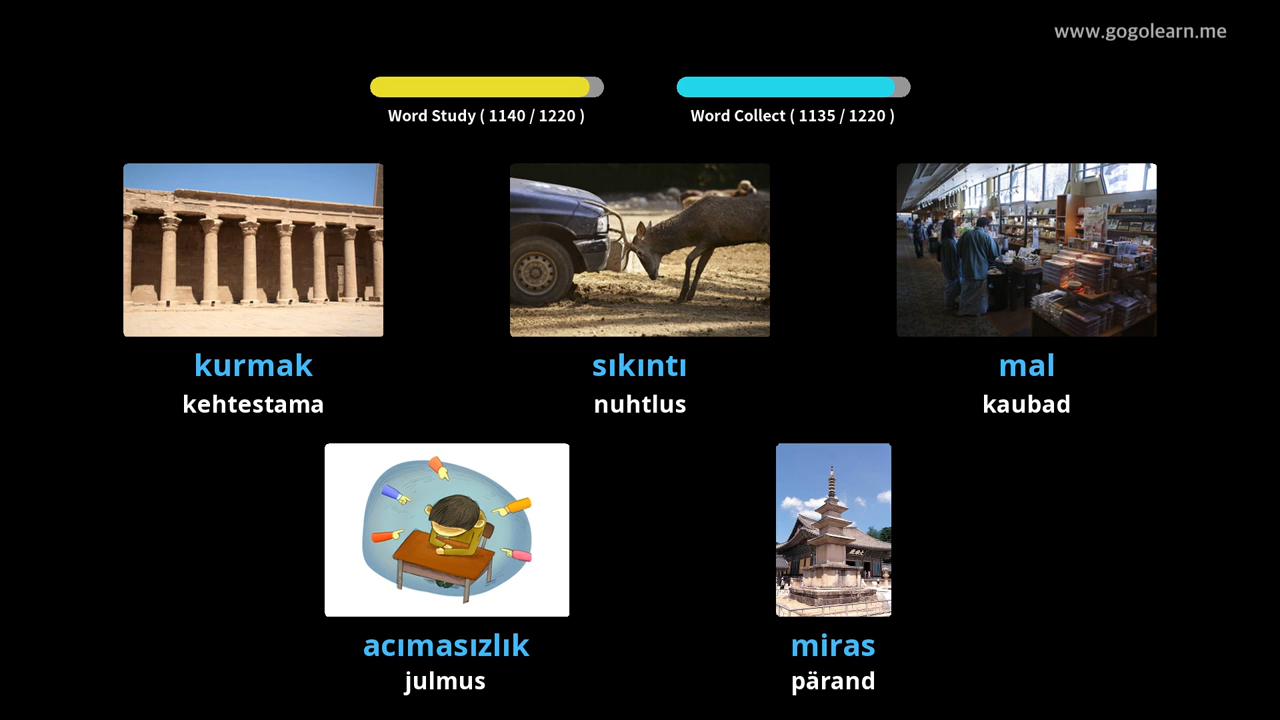 www.gogolearn.me
Word Study ( 1140 / 1220 )
Word Collect ( 1135 / 1220 )
kurmak
kehtestama
sıkıntı
nuhtlus
mal
kaubad
acımasızlık
julmus
miras
pärand